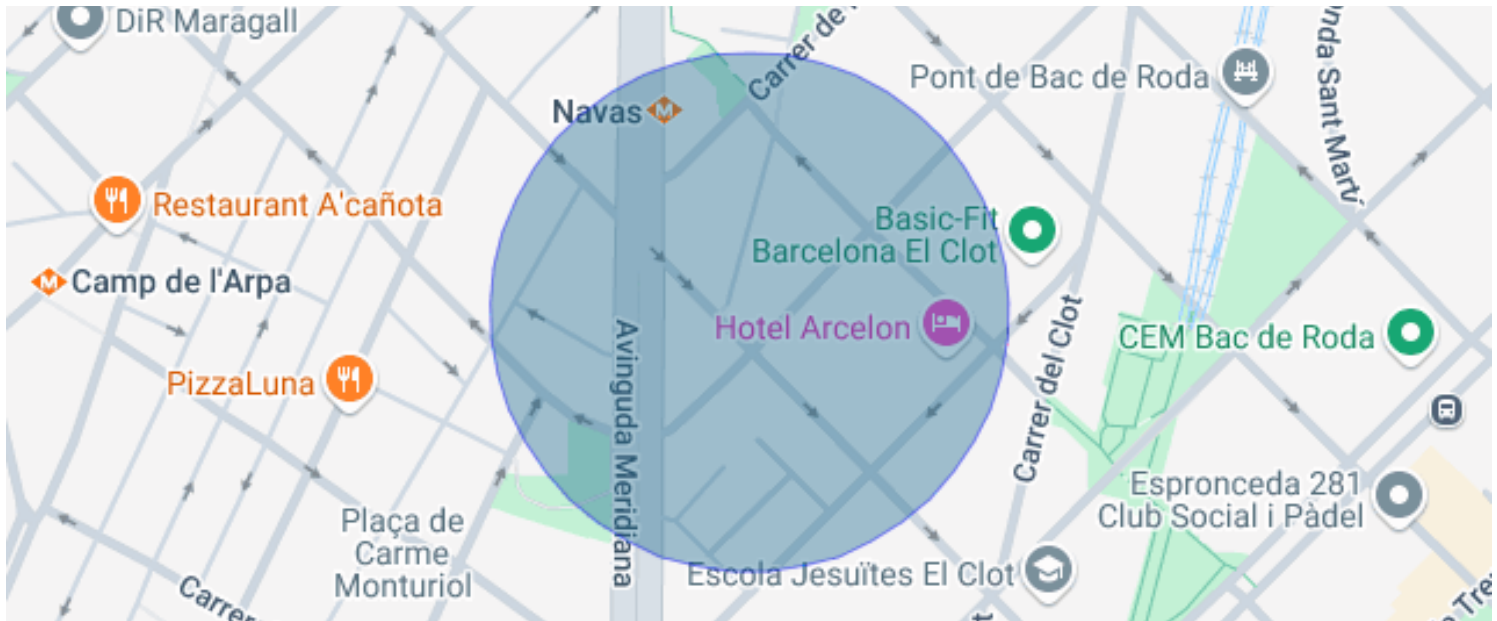 DiR Maragall
Carrer de
Pont de Bac de Roda
Sant Martí
Navas
Restaurant A'cañota
Basic-Fit
Barcelona El Clot
Camp de l'Arpa
Hotel Arcelon
CEM Bac de Roda
PizzaLuna
Avinguda Meridiana
Carrer del Clot
Espronceda 281
Club Social i Pàdel
Plaça de
Carme
Monturiol
Escola Jesuïtes El Clot
Carrer